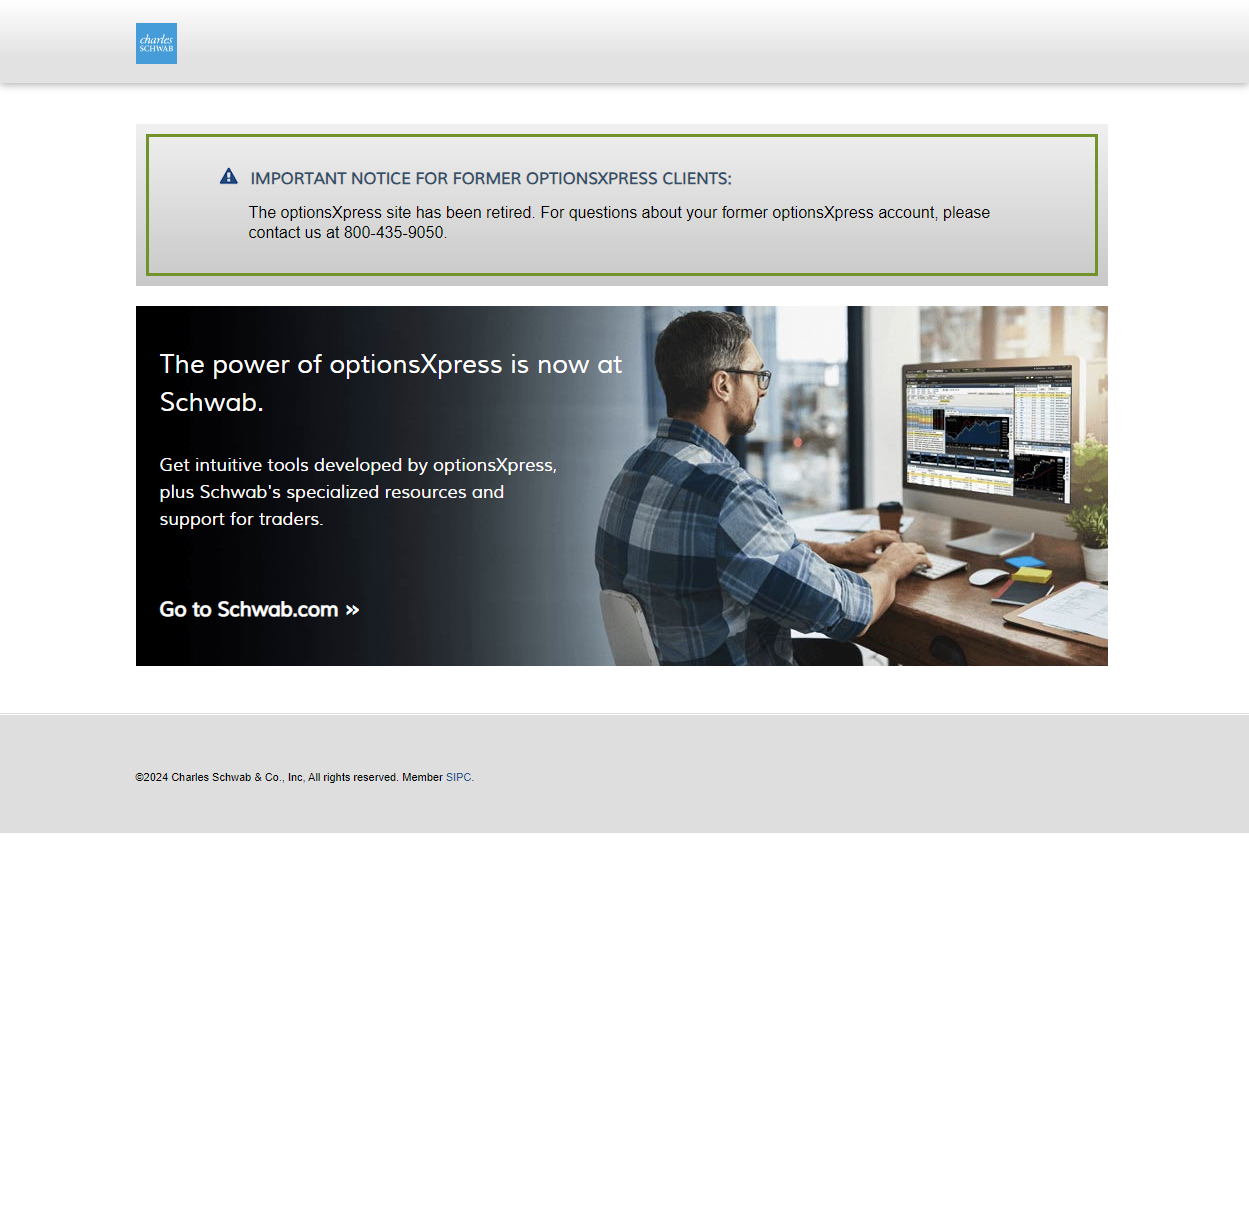 charles
SCHWAB
IMPORTANT NOTICE FOR FORMER OPTIONSXPRESS CLIENTS:
The optionsXpress site has been retired. For questions about your former optionsXpress account, please
contact us at 800-435-9050.
The power of optionsXpress is now at
Schwab.
Get intuitive tools developed by optionsXpress,
plus Schwab's specialized resources and
support for traders.
Go to Schwab.com »
©2024 Charles Schwab & Co., Inc, All rights reserved. Member SIPC.